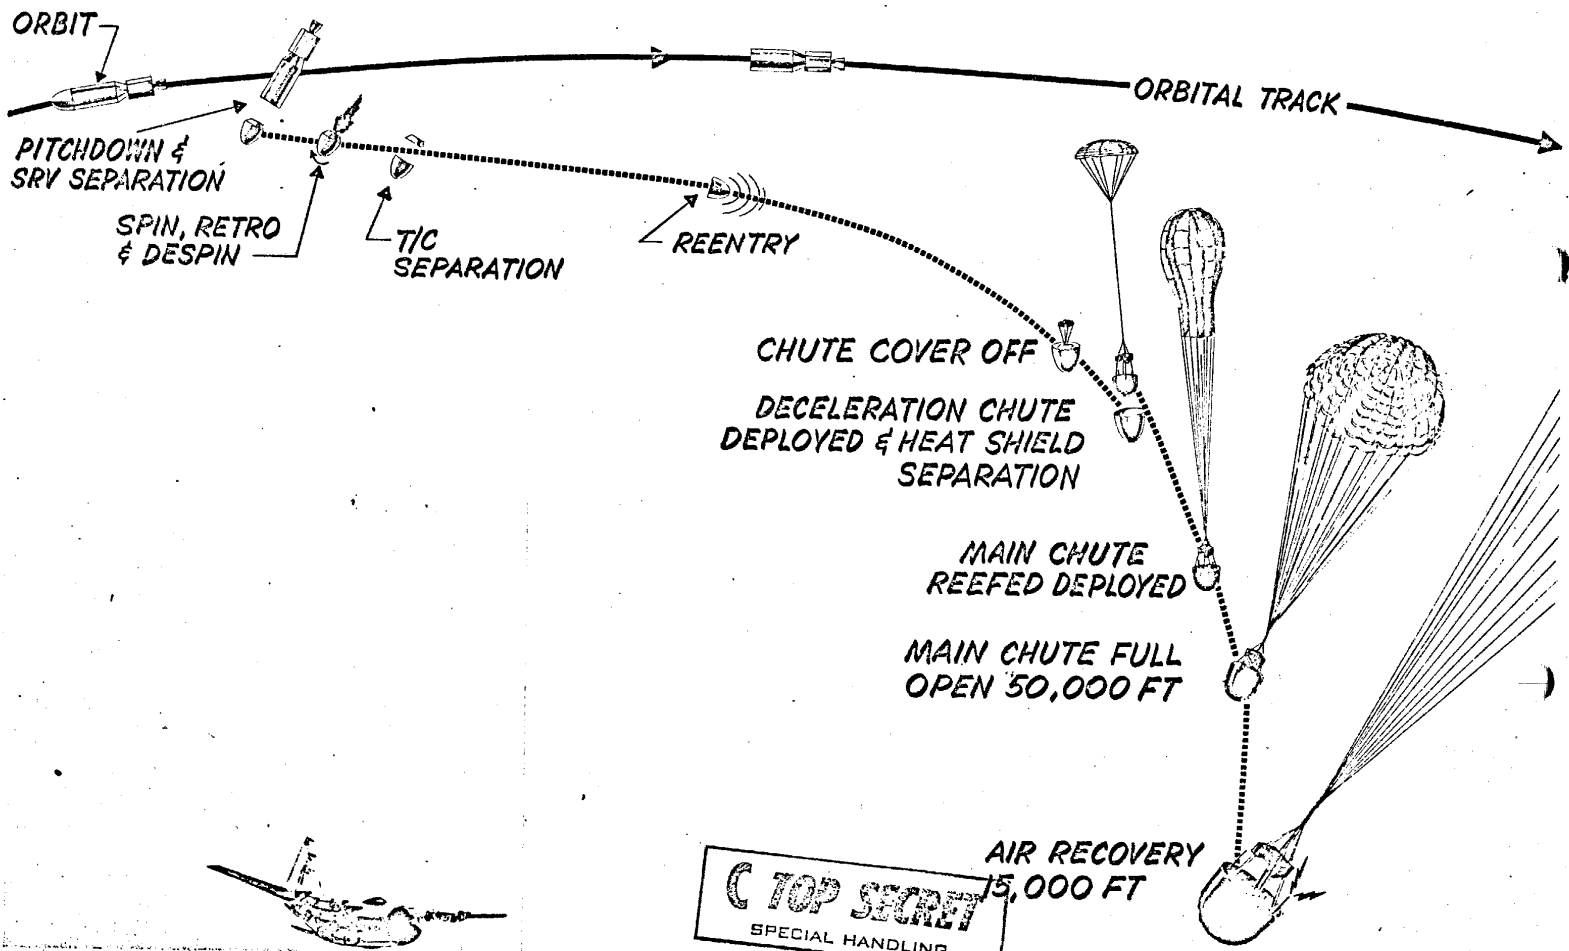 ORBIT
ORBITAL TRACK
PITCHDOWN &
SRV SEPARATION
SPIN, RETRO
& DESPIN
T/C
SEPARATION
REENTRY
CHUTE COVER OFF
DECELERATION CHUTE
DEPLOYED & HEAT SHIELD
SEPARATION
MAIN CHUTE
REEFED DEPLOYED
MAIN CHUTE FULL
OPEN 50,000 FT
AIR RECOVERY
15,000 FT
C TOP SECRET
SPECIAL HANDLING